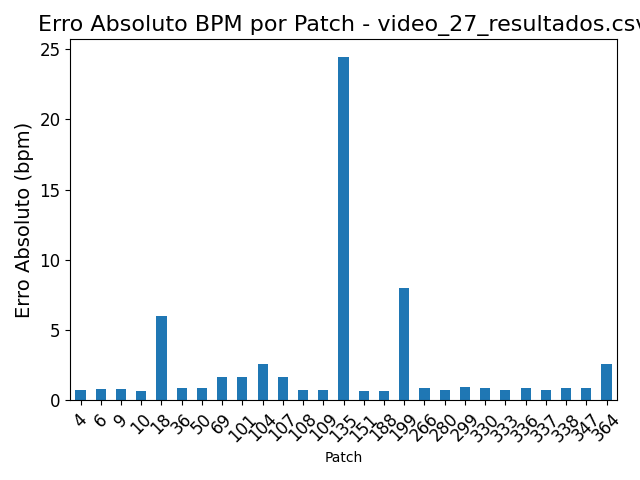 Erro Absoluto BPM por Patch - video_27_resultados.csv
25
20
15
10
5
0
Erro Absoluto (bpm)
4 6 9 10 18 36 50 69 101 104 107 108 109 135 151 188 199 266 280 299 330 333 336 337 338 347 364
Patch